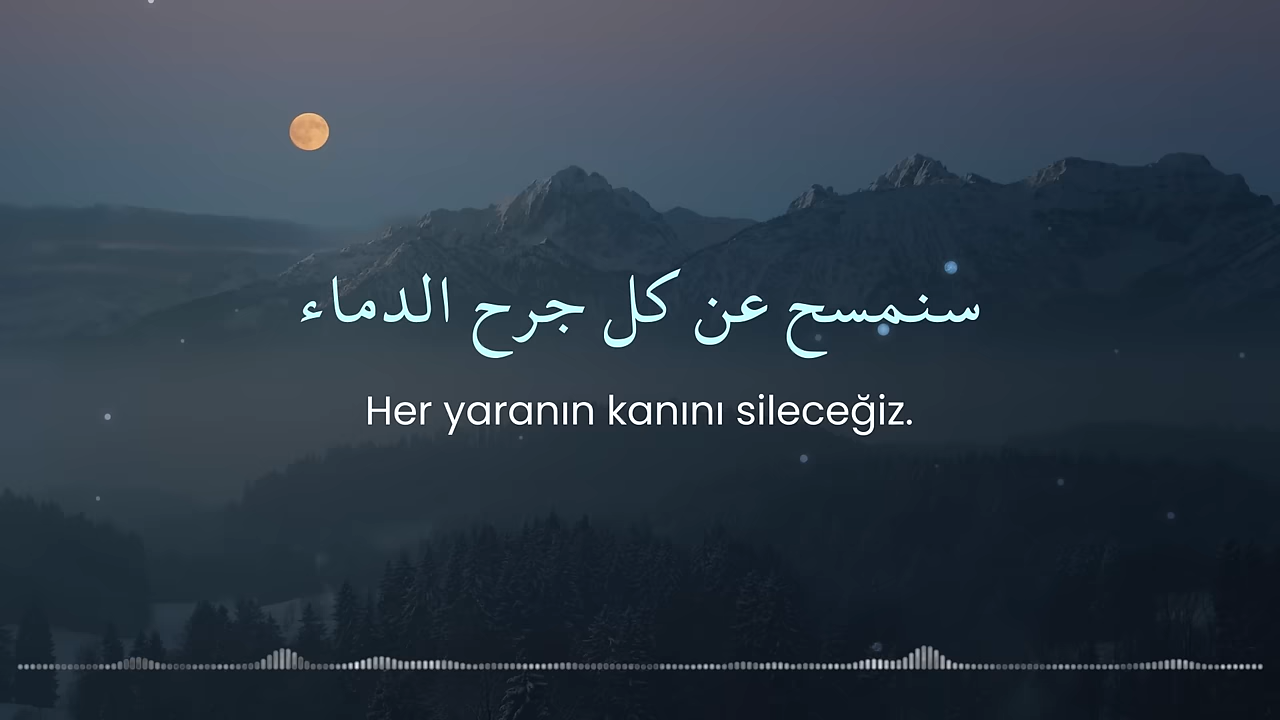 سنمسح عن كل جرح الدماء
Her yaranın kanını sileceğiz.